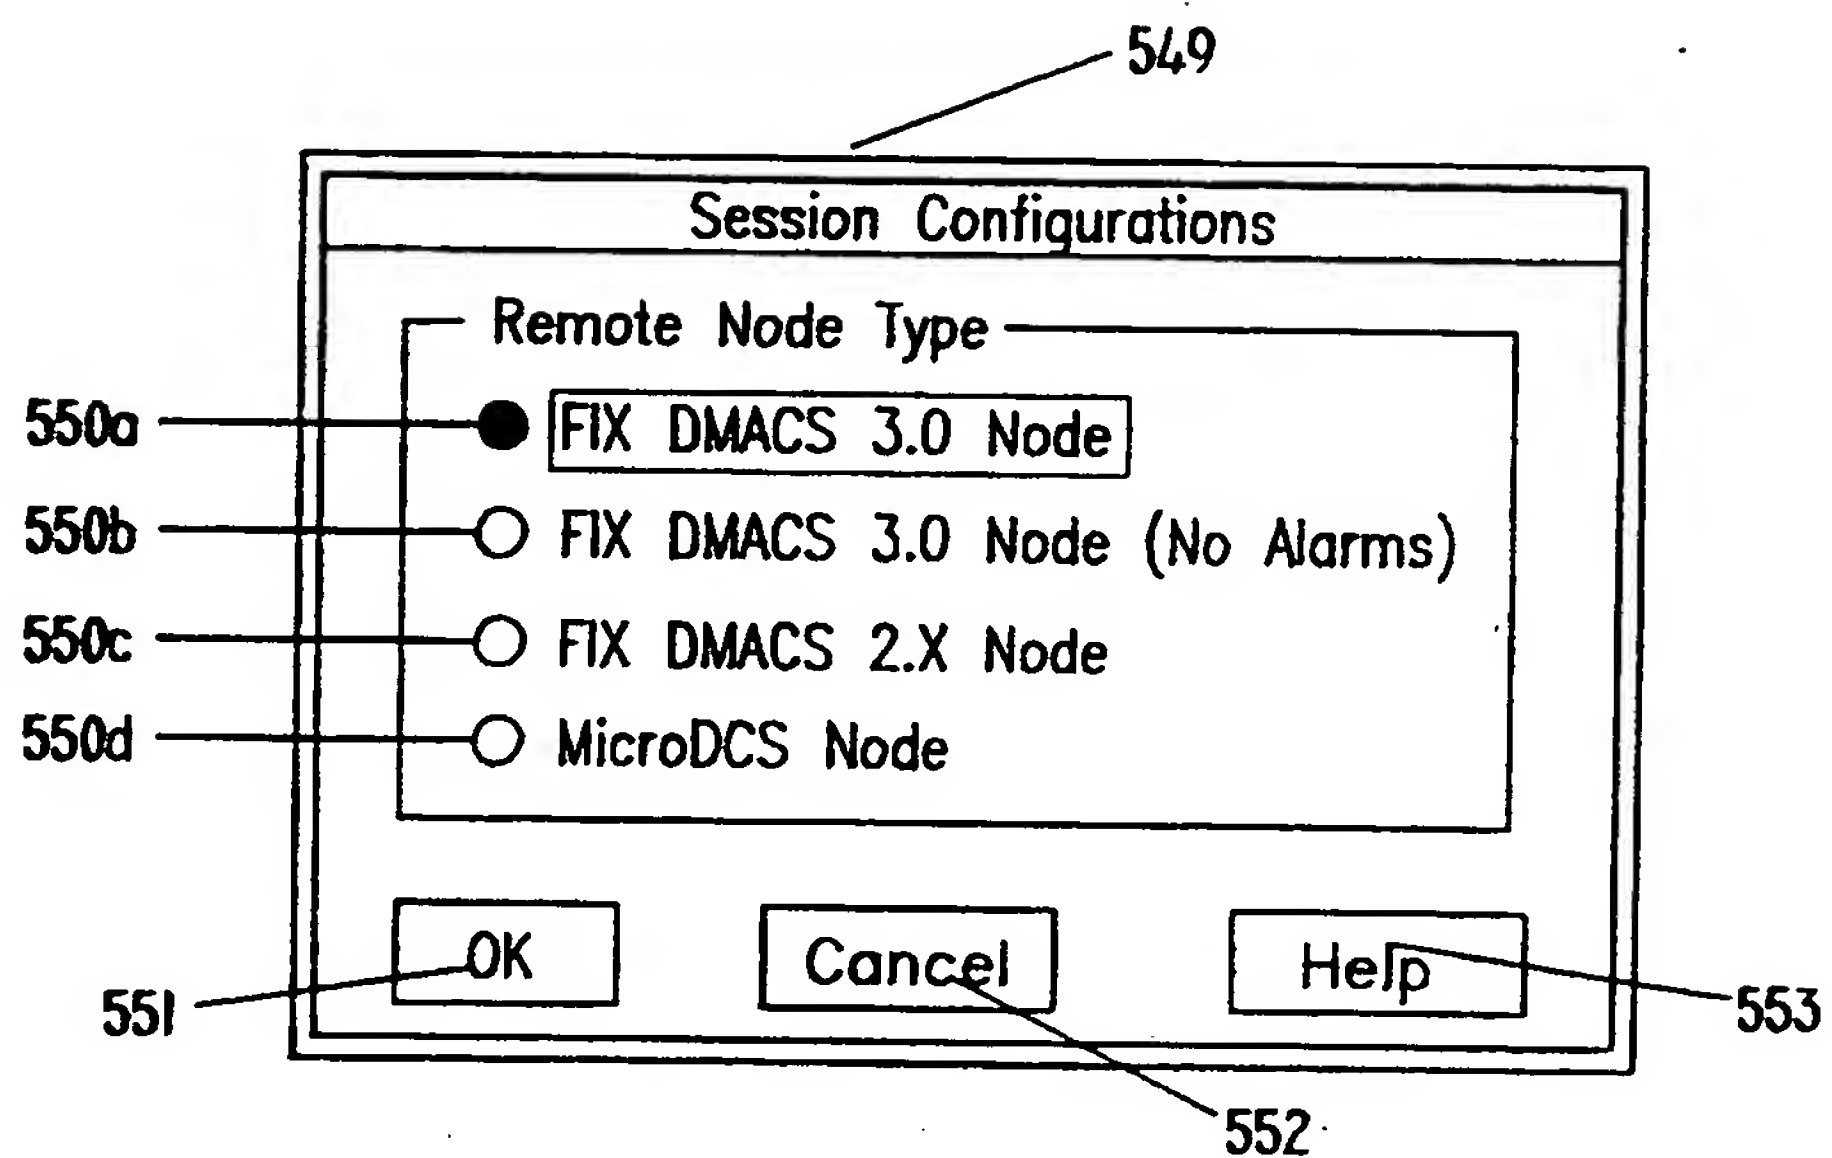 549
Session Configurations
Remote Node Type
550a FIX DMACS 3.0 Node
550b FIX DMACS 3.0 Node (No Alarms)
550c FIX DMACS 2.X Node
550d MicroDCS Node
OK Cancel Help
551 553
552